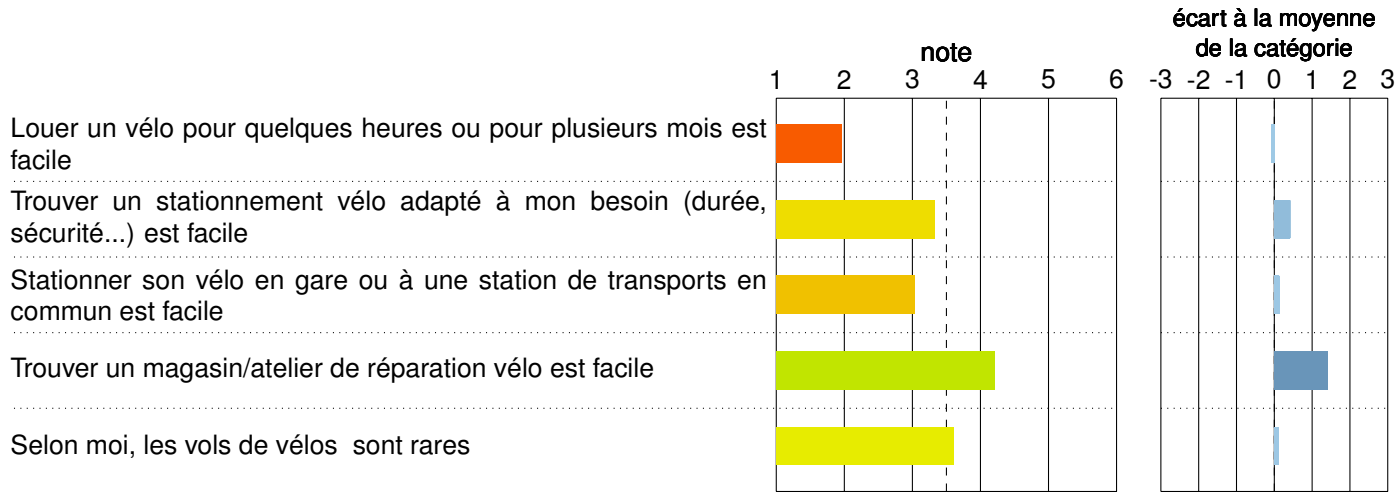 écart à la moyenne
de la catégorie
note
1 2 3 4 5 6
-3 -2 -1 0 1 2 3
Louer un vélo pour quelques heures ou pour plusieurs mois est
facile
Trouver un stationnement vélo adapté à mon besoin (durée,
sécurité...) est facile
Stationner son vélo en gare ou à une station de transports en
commun est facile
Trouver un magasin/atelier de réparation vélo est facile
Selon moi, les vols de vélos sont rares